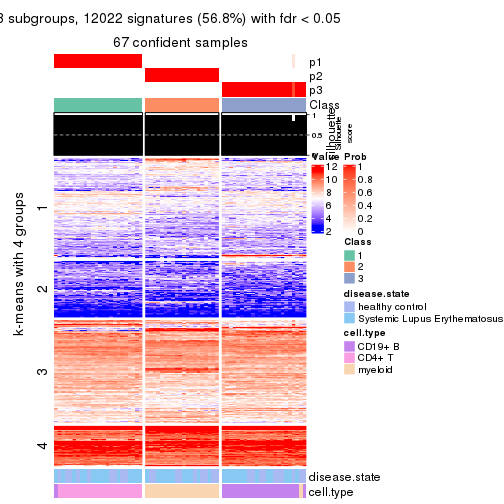 3 subgroups, 12022 signatures (56.8%) with fdr < 0.05
67 confident samples
p1
p2
p3
Class
1
0.5
0
Silhouette
score
silhouette
k-means with 4 groups
1
2
3
4
Value
12
10
8
6
4
2
Prob
1
0.8
0.6
0.4
0.2
0
Class
1
2
3
disease.state
healthy control
Systemic Lupus Erythematosus
cell.type
CD19+ B
CD4+ T
myeloid
disease.state
cell.type